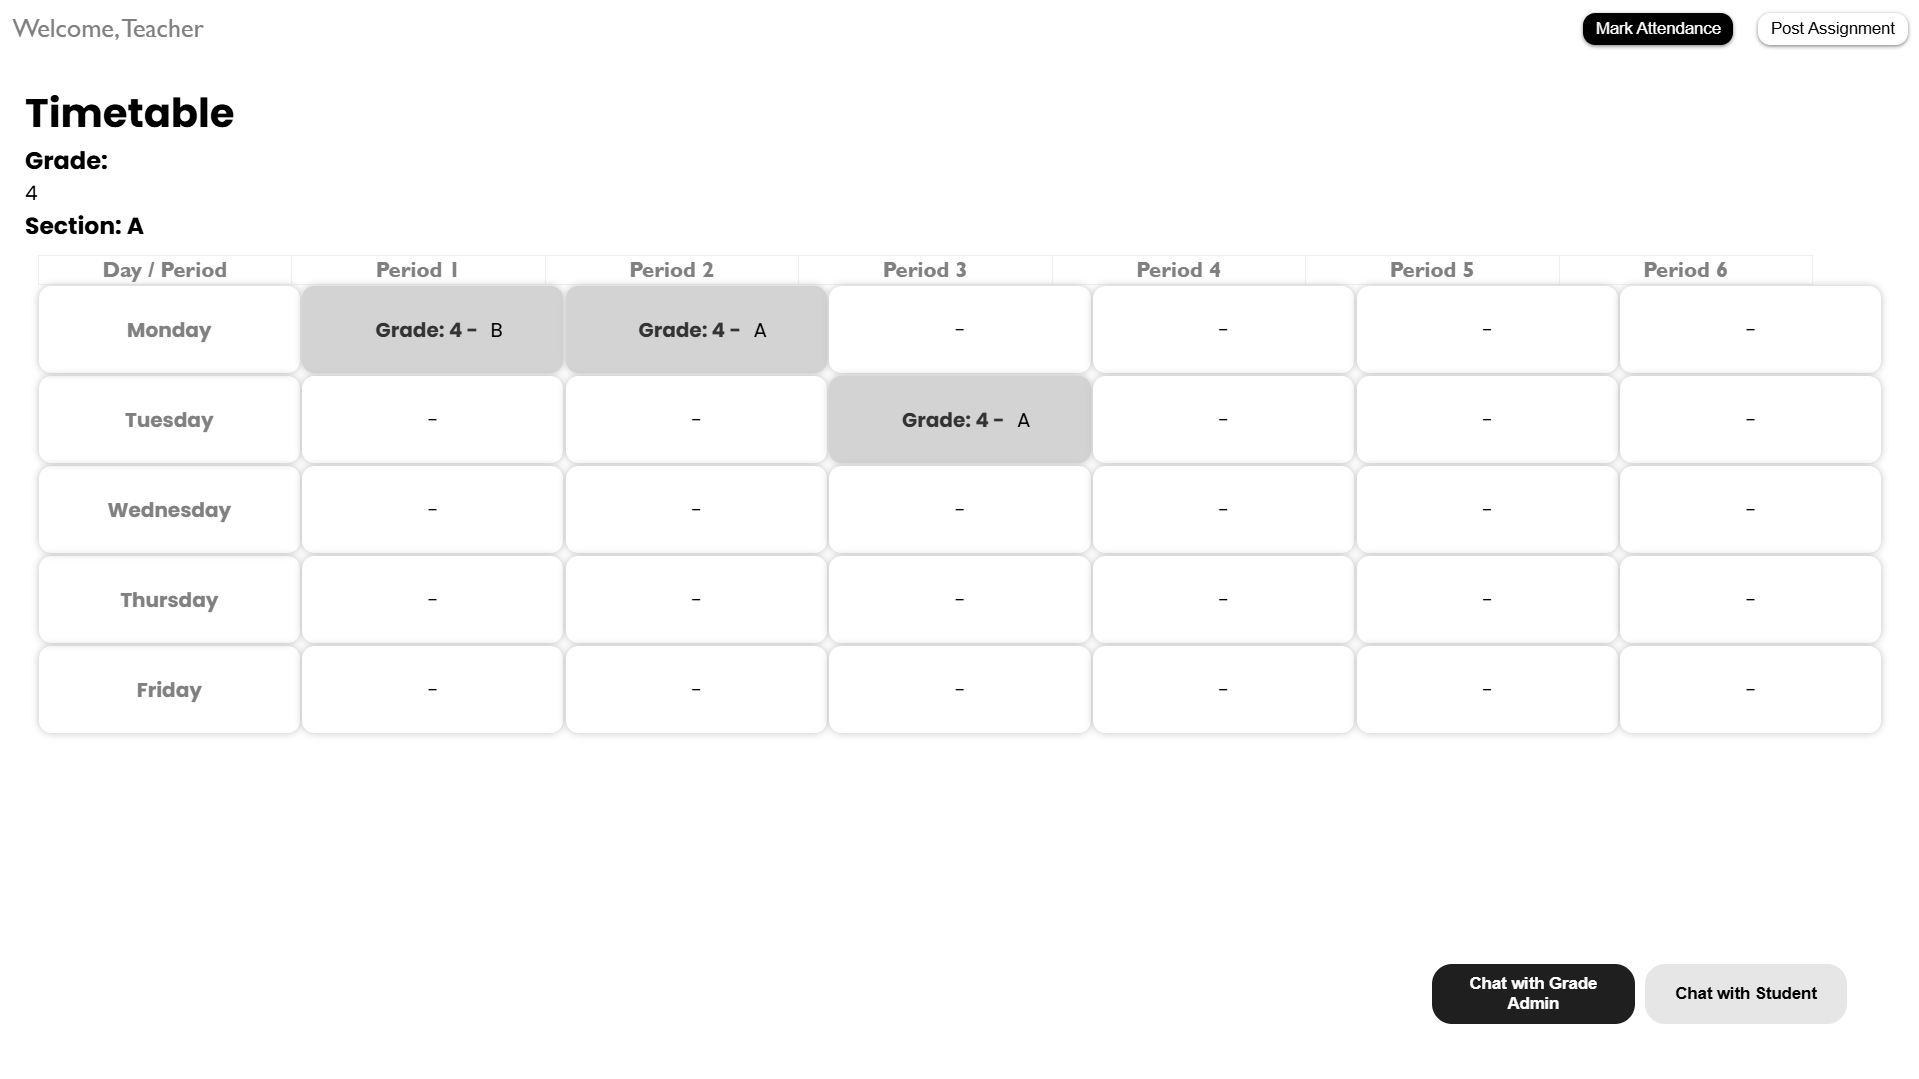 Welcome, Teacher
Mark Attendance
Post Assignment
Timetable
Grade:
4
Section: A
Day / Period Period 1 Period 2 Period 3 Period 4 Period 5 Period 6
Monday Grade: 4 - B Grade: 4 - A - - - -
Tuesday - - Grade: 4 - A - - -
Wednesday - - - - - -
Thursday - - - - - -
Friday - - - - - -
Chat with Grade
Admin
Chat with Student